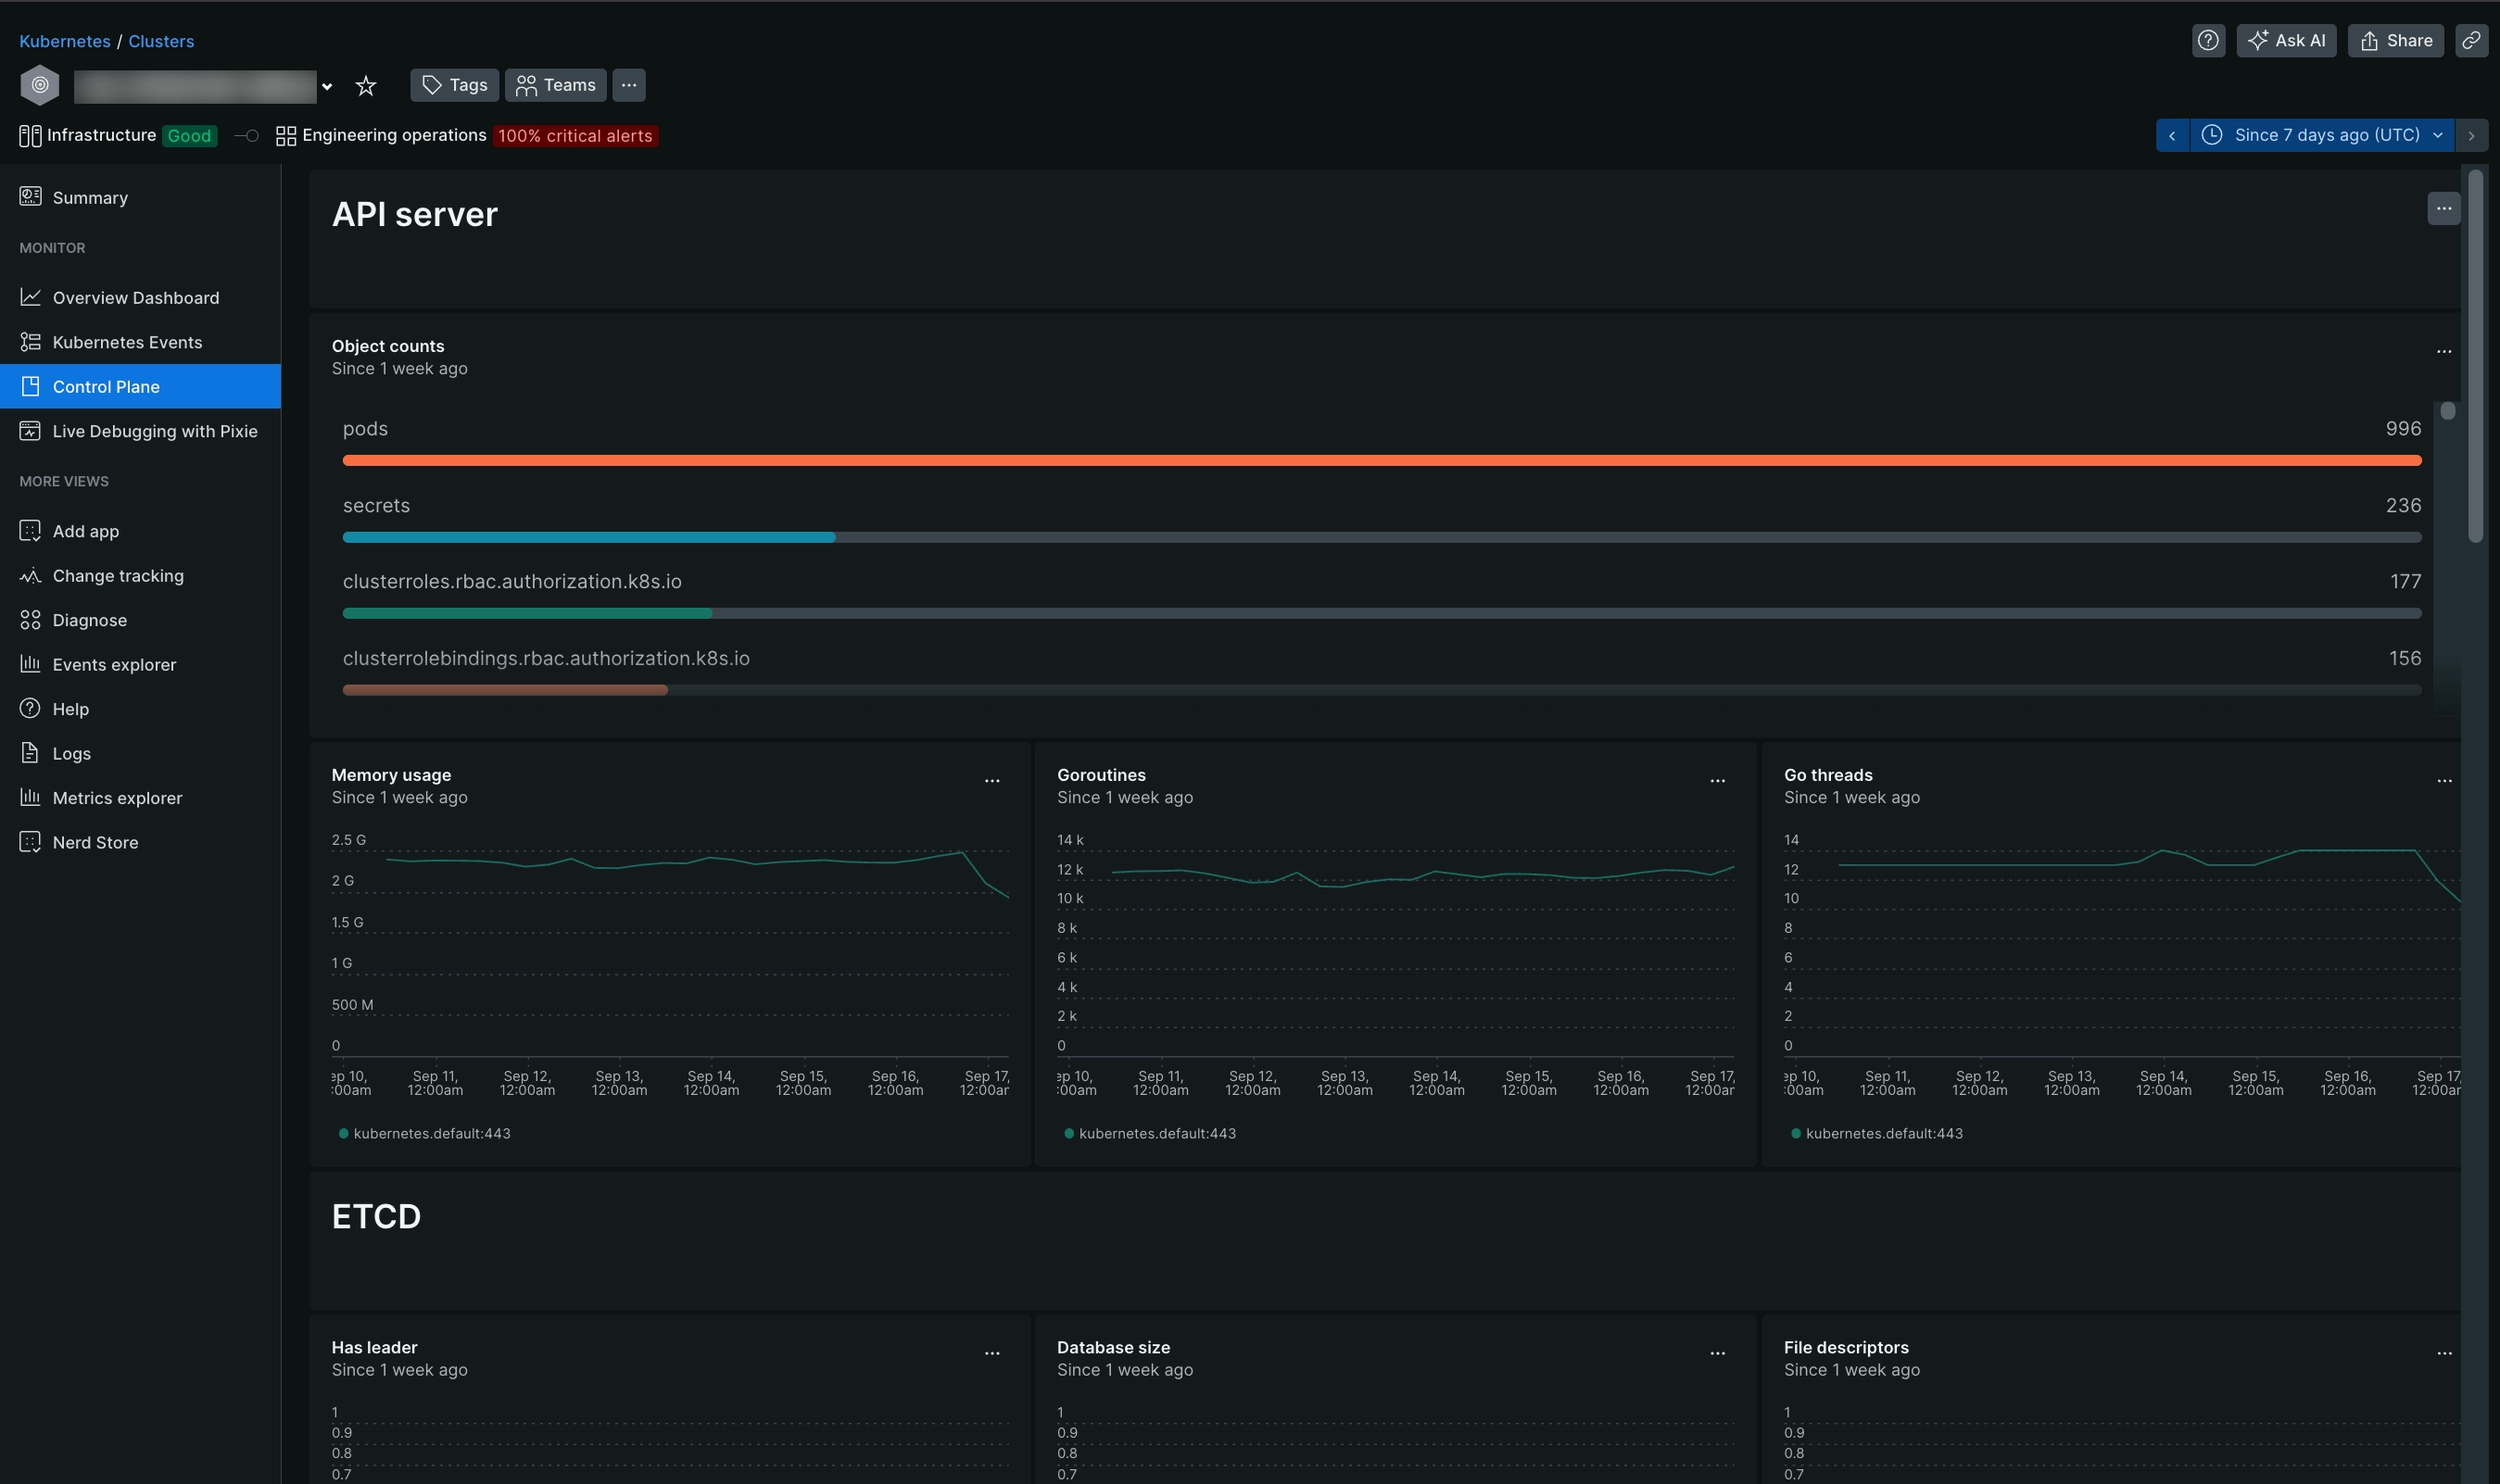 Kubernetes / Clusters
Ask AI
Share
Tags
Teams
Infrastructure Good
Engineering operations 100% critical alerts
Since 7 days ago (UTC)
Summary
MONITOR
Overview Dashboard
Kubernetes Events
Control Plane
Live Debugging with Pixie
MORE VIEWS
Add app
Change tracking
Diagnose
Events explorer
Help
Logs
Metrics explorer
Nerd Store
API server
Object counts
Since 1 week ago
pods 996
secrets 236
clusterroles.rbac.authorization.k8s.io 177
clusterrolebindings.rbac.authorization.k8s.io 156
Memory usage
Since 1 week ago
2.5 G
2 G
1.5 G
1 G
500 M
0
ep 10, Sep 11, Sep 12, Sep 13, Sep 14, Sep 15, Sep 16, Sep 17,
:00am 12:00am 12:00am 12:00am 12:00am 12:00am 12:00am 12:00ar
kubernetes.default:443
Goroutines
Since 1 week ago
14 k
12 k
10 k
8 k
6 k
4 k
2 k
0
ep 10, Sep 11, Sep 12, Sep 13, Sep 14, Sep 15, Sep 16, Sep 17,
:00am 12:00am 12:00am 12:00am 12:00am 12:00am 12:00am 12:00ar
kubernetes.default:443
Go threads
Since 1 week ago
14
12
10
8
6
4
2
0
ep 10, Sep 11, Sep 12, Sep 13, Sep 14, Sep 15, Sep 16, Sep 17,
:00am 12:00am 12:00am 12:00am 12:00am 12:00am 12:00am 12:00ar
kubernetes.default:443
ETCD
Has leader
Since 1 week ago
1
0.9
0.8
0.7
Database size
Since 1 week ago
1
0.9
0.8
0.7
File descriptors
Since 1 week ago
1
0.9
0.8
0.7